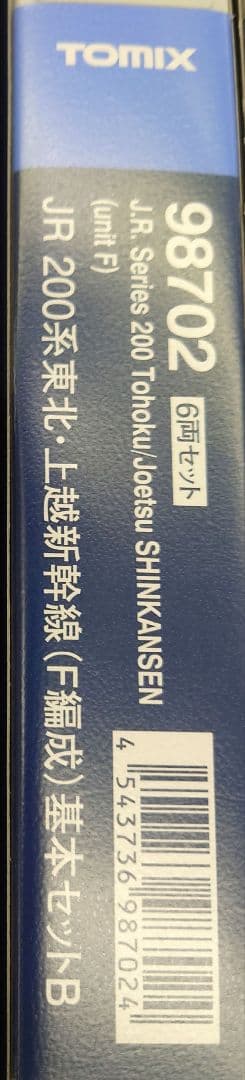 TOMIX
98702 6両セット
J.R. Series 200 Tohoku/Joetsu SHINKANSEN
(unit F)
JR 200系東北・上越新幹線(F編成)基本セットB
4 543736 987024